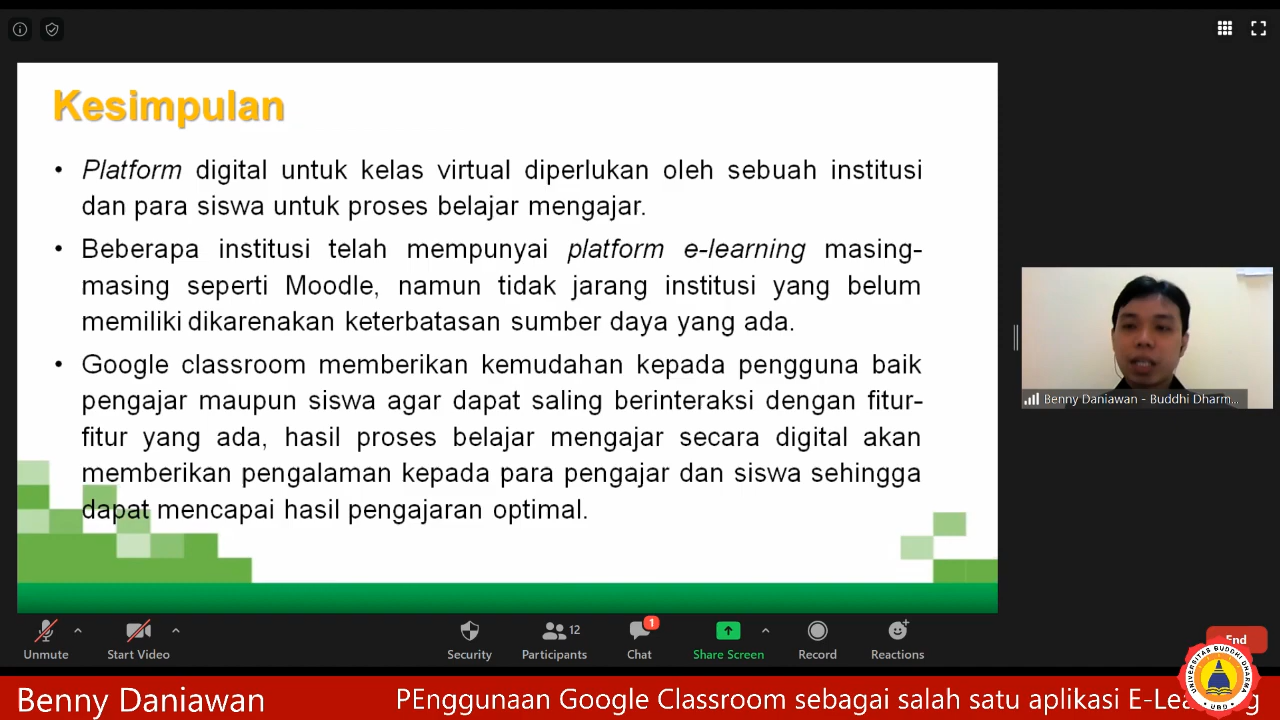 Kesimpulan
• Platform digital untuk kelas virtual diperlukan oleh sebuah institusi
dan para siswa untuk proses belajar mengajar.
• Beberapa institusi telah mempunyai platform e-learning masing-
masing seperti Moodle, namun tidak jarang institusi yang belum
memiliki dikarenakan keterbatasan sumber daya yang ada.
• Google classroom memberikan kemudahan kepada pengguna baik
pengajar maupun siswa agar dapat saling berinteraksi dengan fitur-
fitur yang ada, hasil proses belajar mengajar secara digital akan
memberikan pengalaman kepada para pengajar dan siswa sehingga
dapat mencapai hasil pengajaran optimal.
Benny Daniawan - Buddhi Dharm...
Unmute
Start Video
Security
12
Participants
1
Chat
Share Screen
Record
Reactions
End
UNIVERSITAS BUDDHI DHARMA
UBD
Benny Daniawan
PEnggunaan Google Classroom sebagai salah satu aplikasi